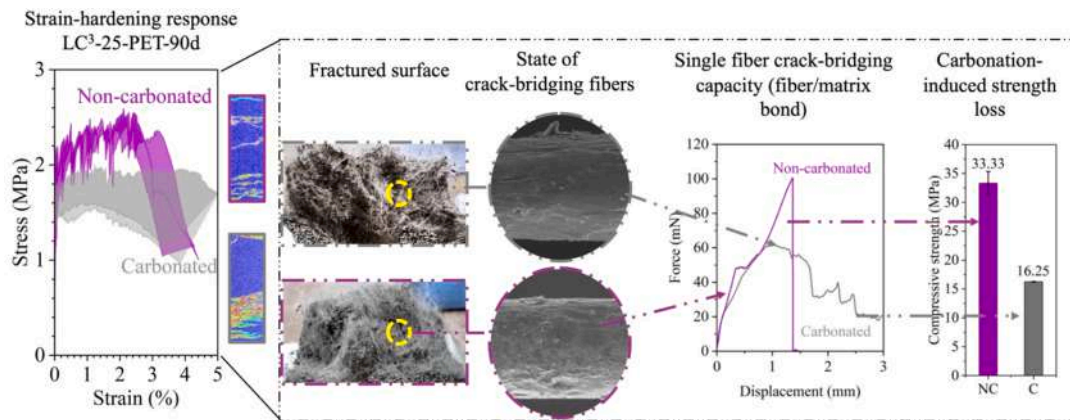 Strain-hardening response
LC³-25-PET-90d
Stress (MPa)
3
2
1
0
0 1 2 3 4 5
Strain (%)
Non-carbonated
Carbonated
Fractured surface
State of
crack-bridging fibers
Single fiber crack-bridging
capacity (fiber/matrix
bond)
Force (mN)
120
100
80
60
40
20
0
0 1 2 3
Displacement (mm)
Non-carbonated
Carbonated
Carbonation-
induced strength
loss
Compressive strength (MPa)
40
35
30
25
20
15
10
5
0
33.33
16.25
NC C